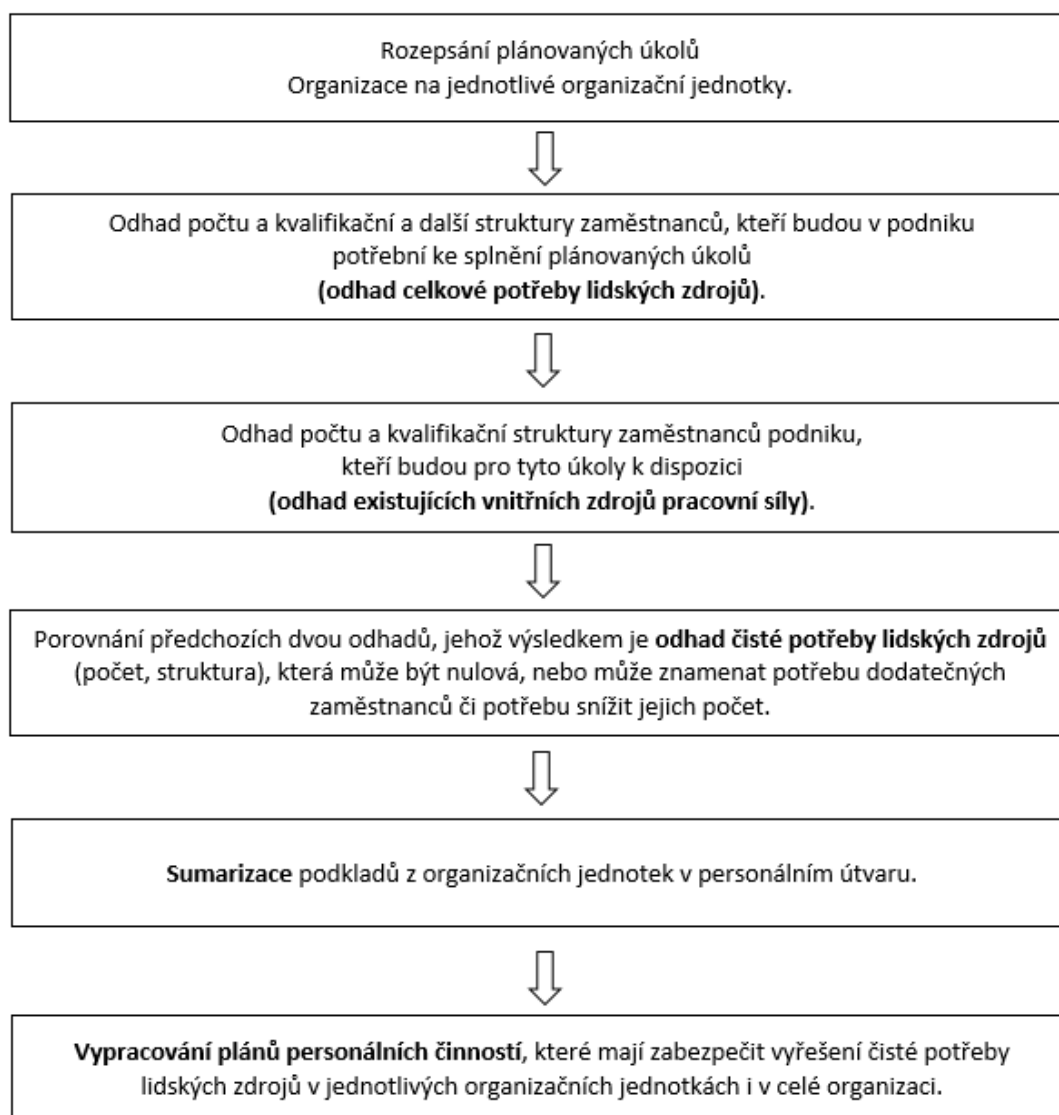 Rozepsání plánovaných úkolů
Organizace na jednotlivé organizační jednotky.
Odhad počtu a kvalifikační a další struktury zaměstnanců, kteří budou v podniku
potřební ke splnění plánovaných úkolů
(odhad celkové potřeby lidských zdrojů).
Odhad počtu a kvalifikační struktury zaměstnanců podniku,
kteří budou pro tyto úkoly k dispozici
(odhad existujících vnitřních zdrojů pracovní síly).
Porovnání předchozích dvou odhadů, jehož výsledkem je odhad čisté potřeby lidských zdrojů
(počet, struktura), která může být nulová, nebo může znamenat potřebu dodatečných
zaměstnanců či potřebu snížit jejich počet.
Sumarizace podkladů z organizačních jednotek v personálním útvaru.
Vypracování plánů personálních činností, které mají zabezpečit vyřešení čisté potřeby
lidských zdrojů v jednotlivých organizačních jednotkách i v celé organizaci.